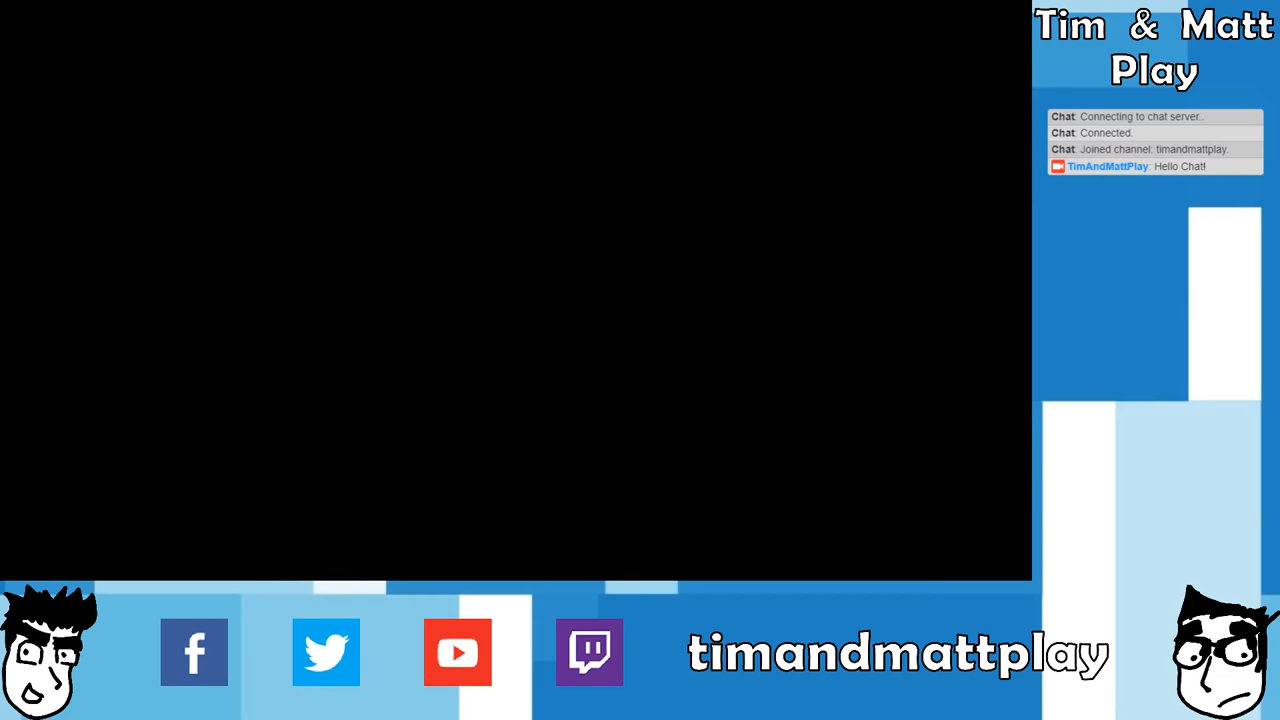 Tim & Matt
Play
Chat: Connecting to chat server..
Chat: Connected.
Chat: Joined channel: timandmattplay.
TimAndMattPlay: Hello Chat!
timandmattplay